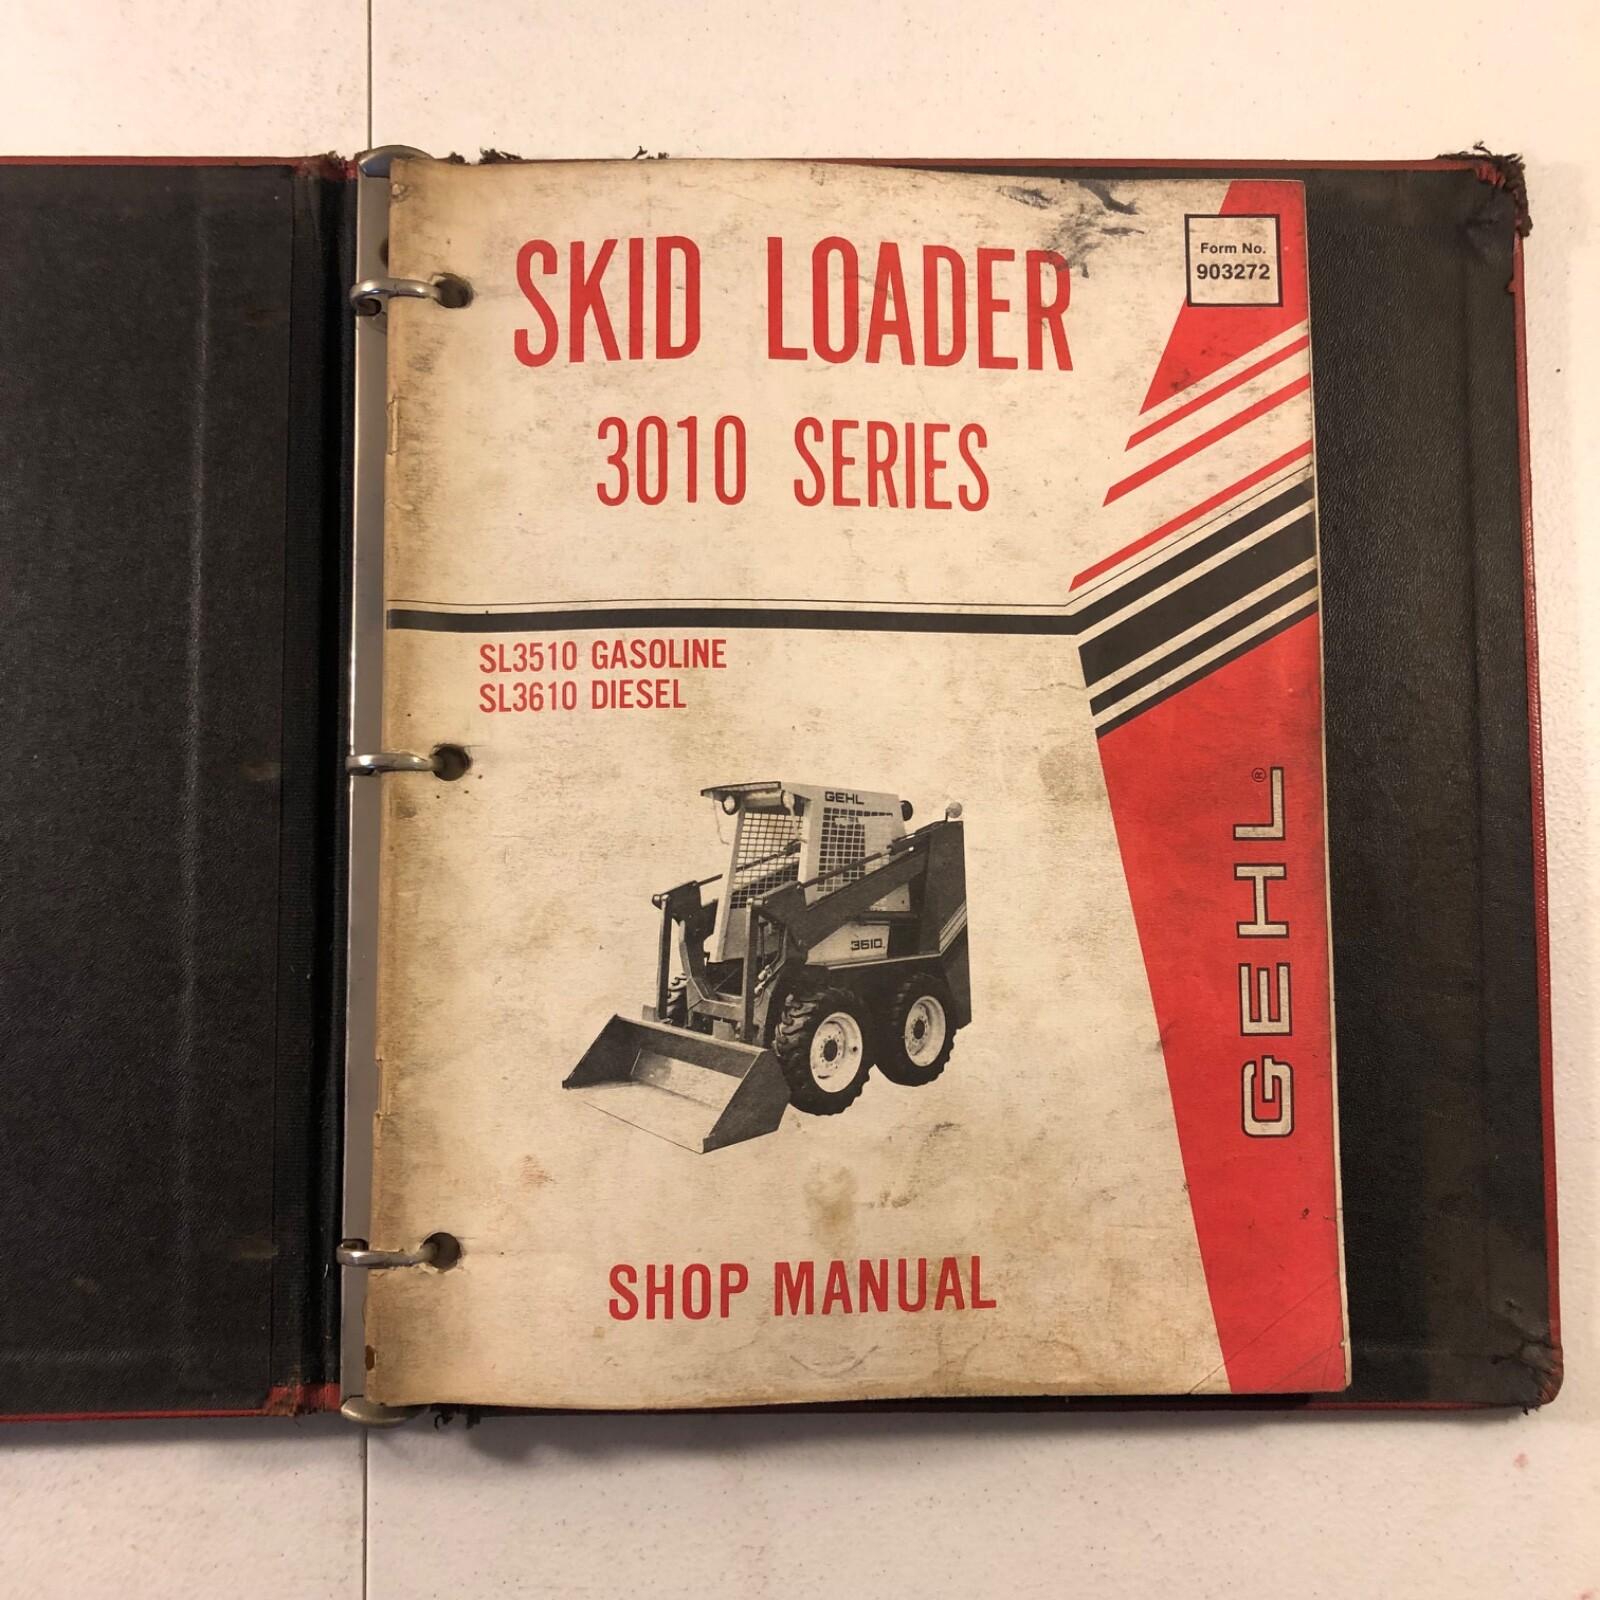 SKID LOADER
Form No.
903272
3010 SERIES
SL3510 GASOLINE
SL3610 DIESEL
GEHL
3610
GEHL®
SHOP MANUAL